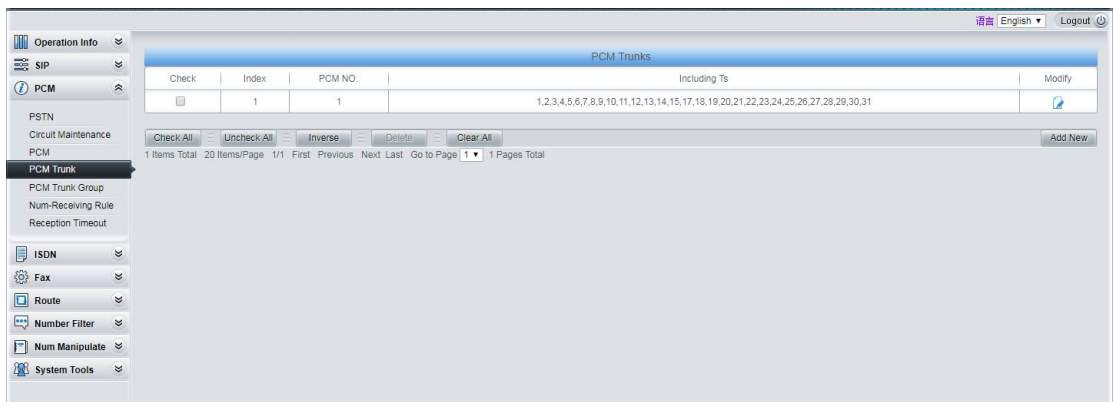 语言 English Logout
Operation Info
SIP
PCM
PSTN
Circuit Maintenance
PCM
PCM Trunk
PCM Trunk Group
Num-Receiving Rule
Reception Timeout
ISDN
Fax
Route
Number Filter
Num Manipulate
System Tools
PCM Trunks
Check Index PCM NO. Including Ts Modify
1 1 1,2,3,4,5,6,7,8,9,10,11,12,13,14,15,17,18,19,20,21,22,23,24,25,26,27,28,29,30,31
Check All Uncheck All Inverse Delete Clear All Add New
1 Items Total 20 Items/Page 1/1 First Previous Next Last Go to Page 1 1 Pages Total